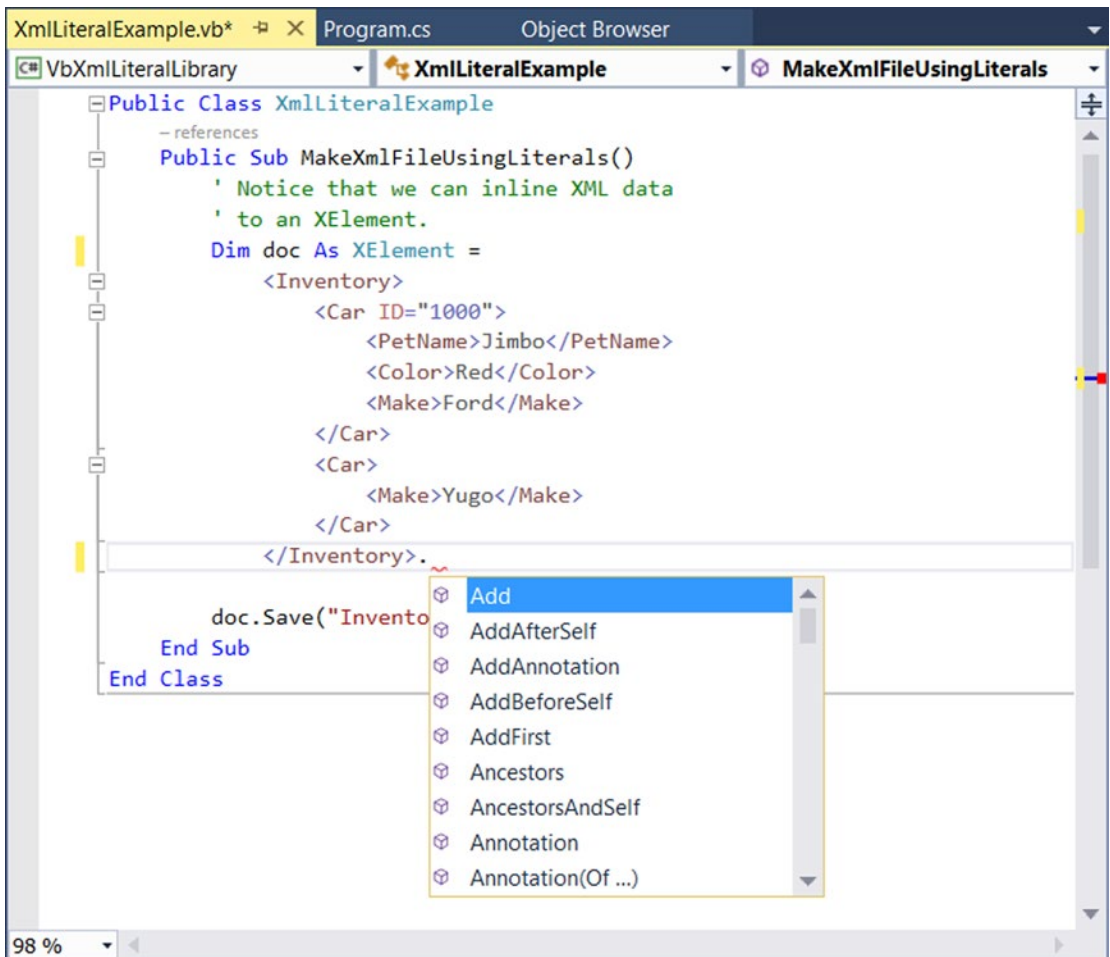 XmlLiteralExample.vb* Program.cs Object Browser
C# VbXmlLiteralLibrary XmlLiteralExample MakeXmlFileUsingLiterals
Public Class XmlLiteralExample
– references
Public Sub MakeXmlFileUsingLiterals()
' Notice that we can inline XML data
' to an XElement.
Dim doc As XElement =
<Inventory>
<Car ID="1000">
<PetName>Jimbo</PetName>
<Color>Red</Color>
<Make>Ford</Make>
</Car>
<Car>
<Make>Yugo</Make>
</Car>
</Inventory>.
Add
doc.Save("Invento
AddAfterSelf
End Sub
AddAnnotation
End Class
AddBeforeSelf
AddFirst
Ancestors
AncestorsAndSelf
Annotation
Annotation(Of ...)
98 %